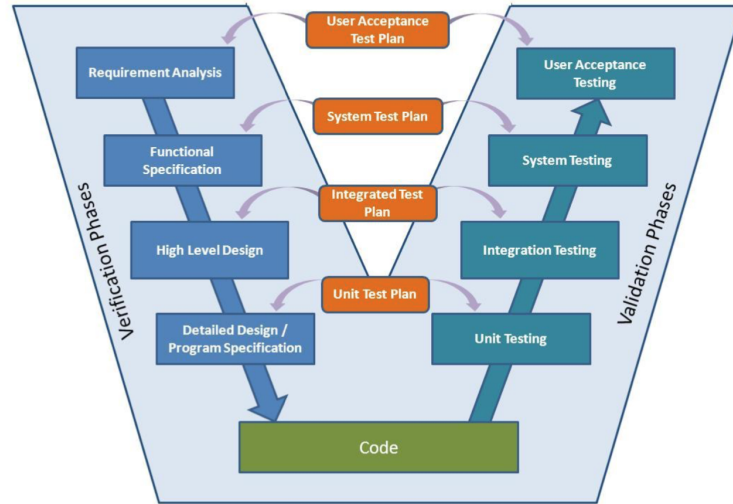 User Acceptance
Test Plan
Requirement Analysis
User Acceptance
Testing
System Test Plan
Functional
Specification
System Testing
Integrated Test
Plan
High Level Design
Integration Testing
Unit Test Plan
Detailed Design /
Program Specification
Unit Testing
Code
Verification Phases
Validation Phases